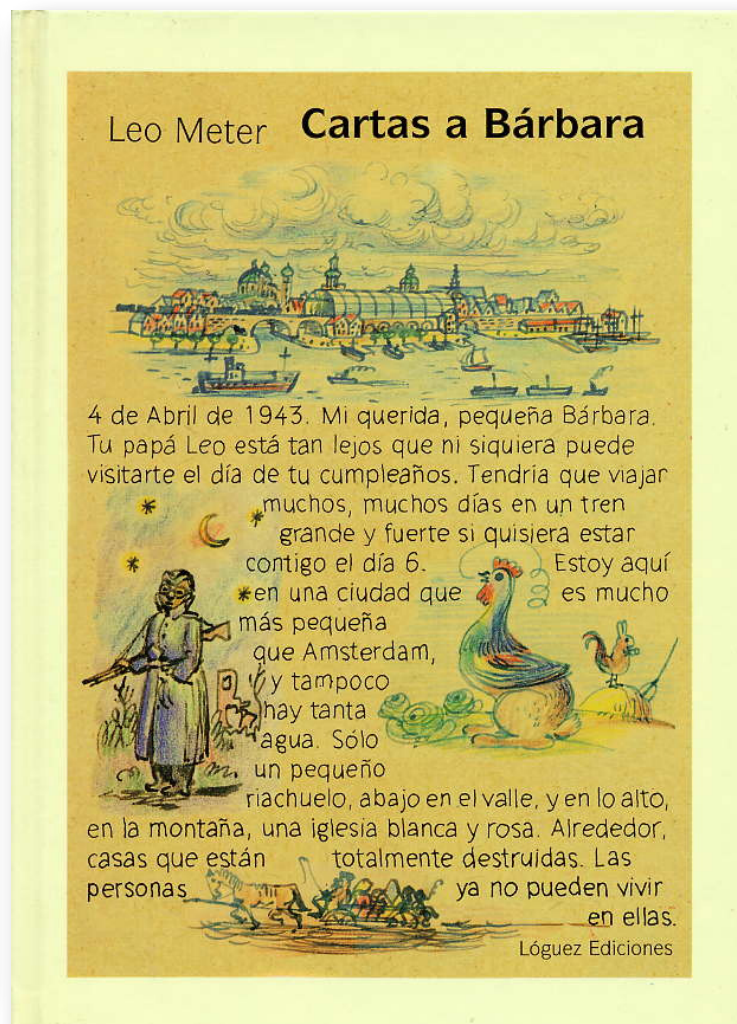 Leo Meter Cartas a Bárbara
4 de Abril de 1943. Mi querida, pequeña Bárbara.
Tu papá Leo está tan lejos que ni siquiera puede
visitarte el día de tu cumpleaños. Tendría que viajar
muchos, muchos días en un tren
grande y fuerte si quisiera estar
contigo el día 6. Estoy aquí
en una ciudad que es mucho
más pequeña
que Amsterdam,
y tampoco
hay tanta
agua. Sólo
un pequeño
riachuelo, abajo en el valle, y en lo alto,
en la montaña, una iglesia blanca y rosa. Alrededor,
casas que están totalmente destruidas. Las
personas ya no pueden vivir
en ellas.
Lóguez Ediciones